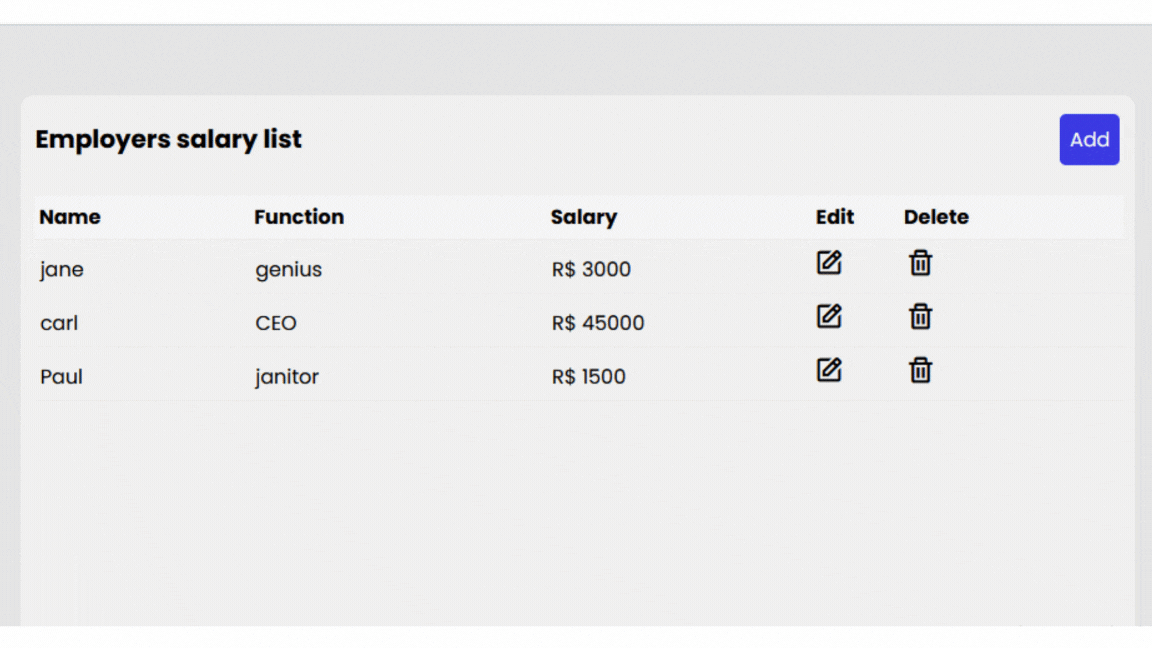 Employers salary list Add
Name Function Salary Edit Delete
jane genius R$ 3000
carl CEO R$ 45000
Paul janitor R$ 1500